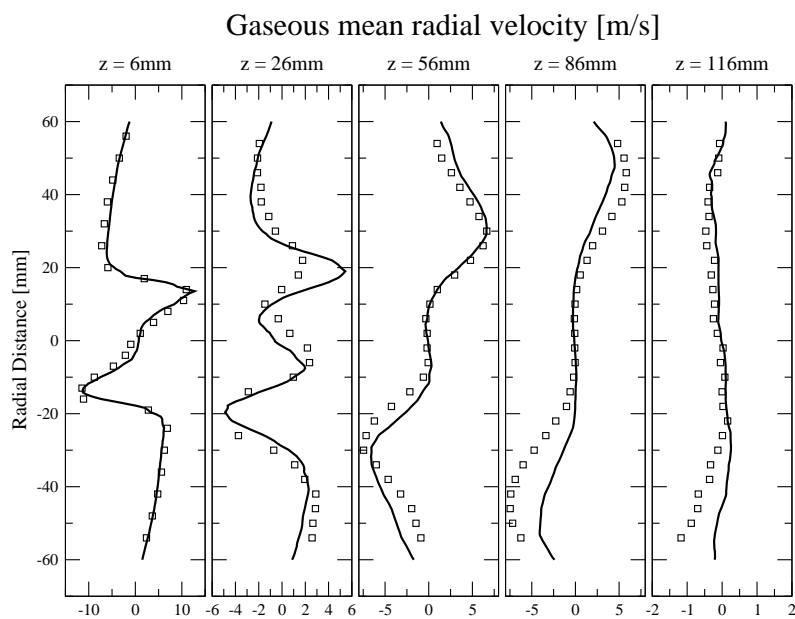 Gaseous mean radial velocity [m/s]
z = 6mm z = 26mm z = 56mm z = 86mm z = 116mm
60
40
20
0
-20
-40
-60
Radial Distance [mm]
-10 0 10 -6 -4 -2 0 2 4 6 -5 0 5 -5 0 5 -2 -1 0 1 2